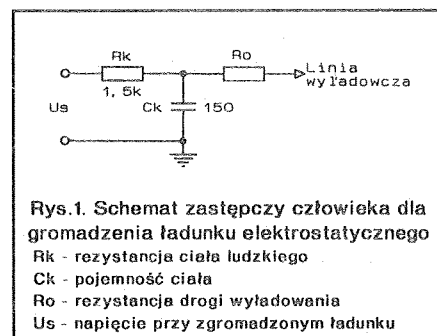 Rk
Ro
Linia
wyładowcza
1,5k
Us
Ck
150
Rys.1. Schemat zastępczy człowieka dla
gromadzenia ładunku elektrostatycznego
Rk - rezystancja ciała ludzkiego
Ck - pojemność ciała
Ro - rezystancja drogi wyładowania
Us - napięcie przy zgromadzonym ładunku